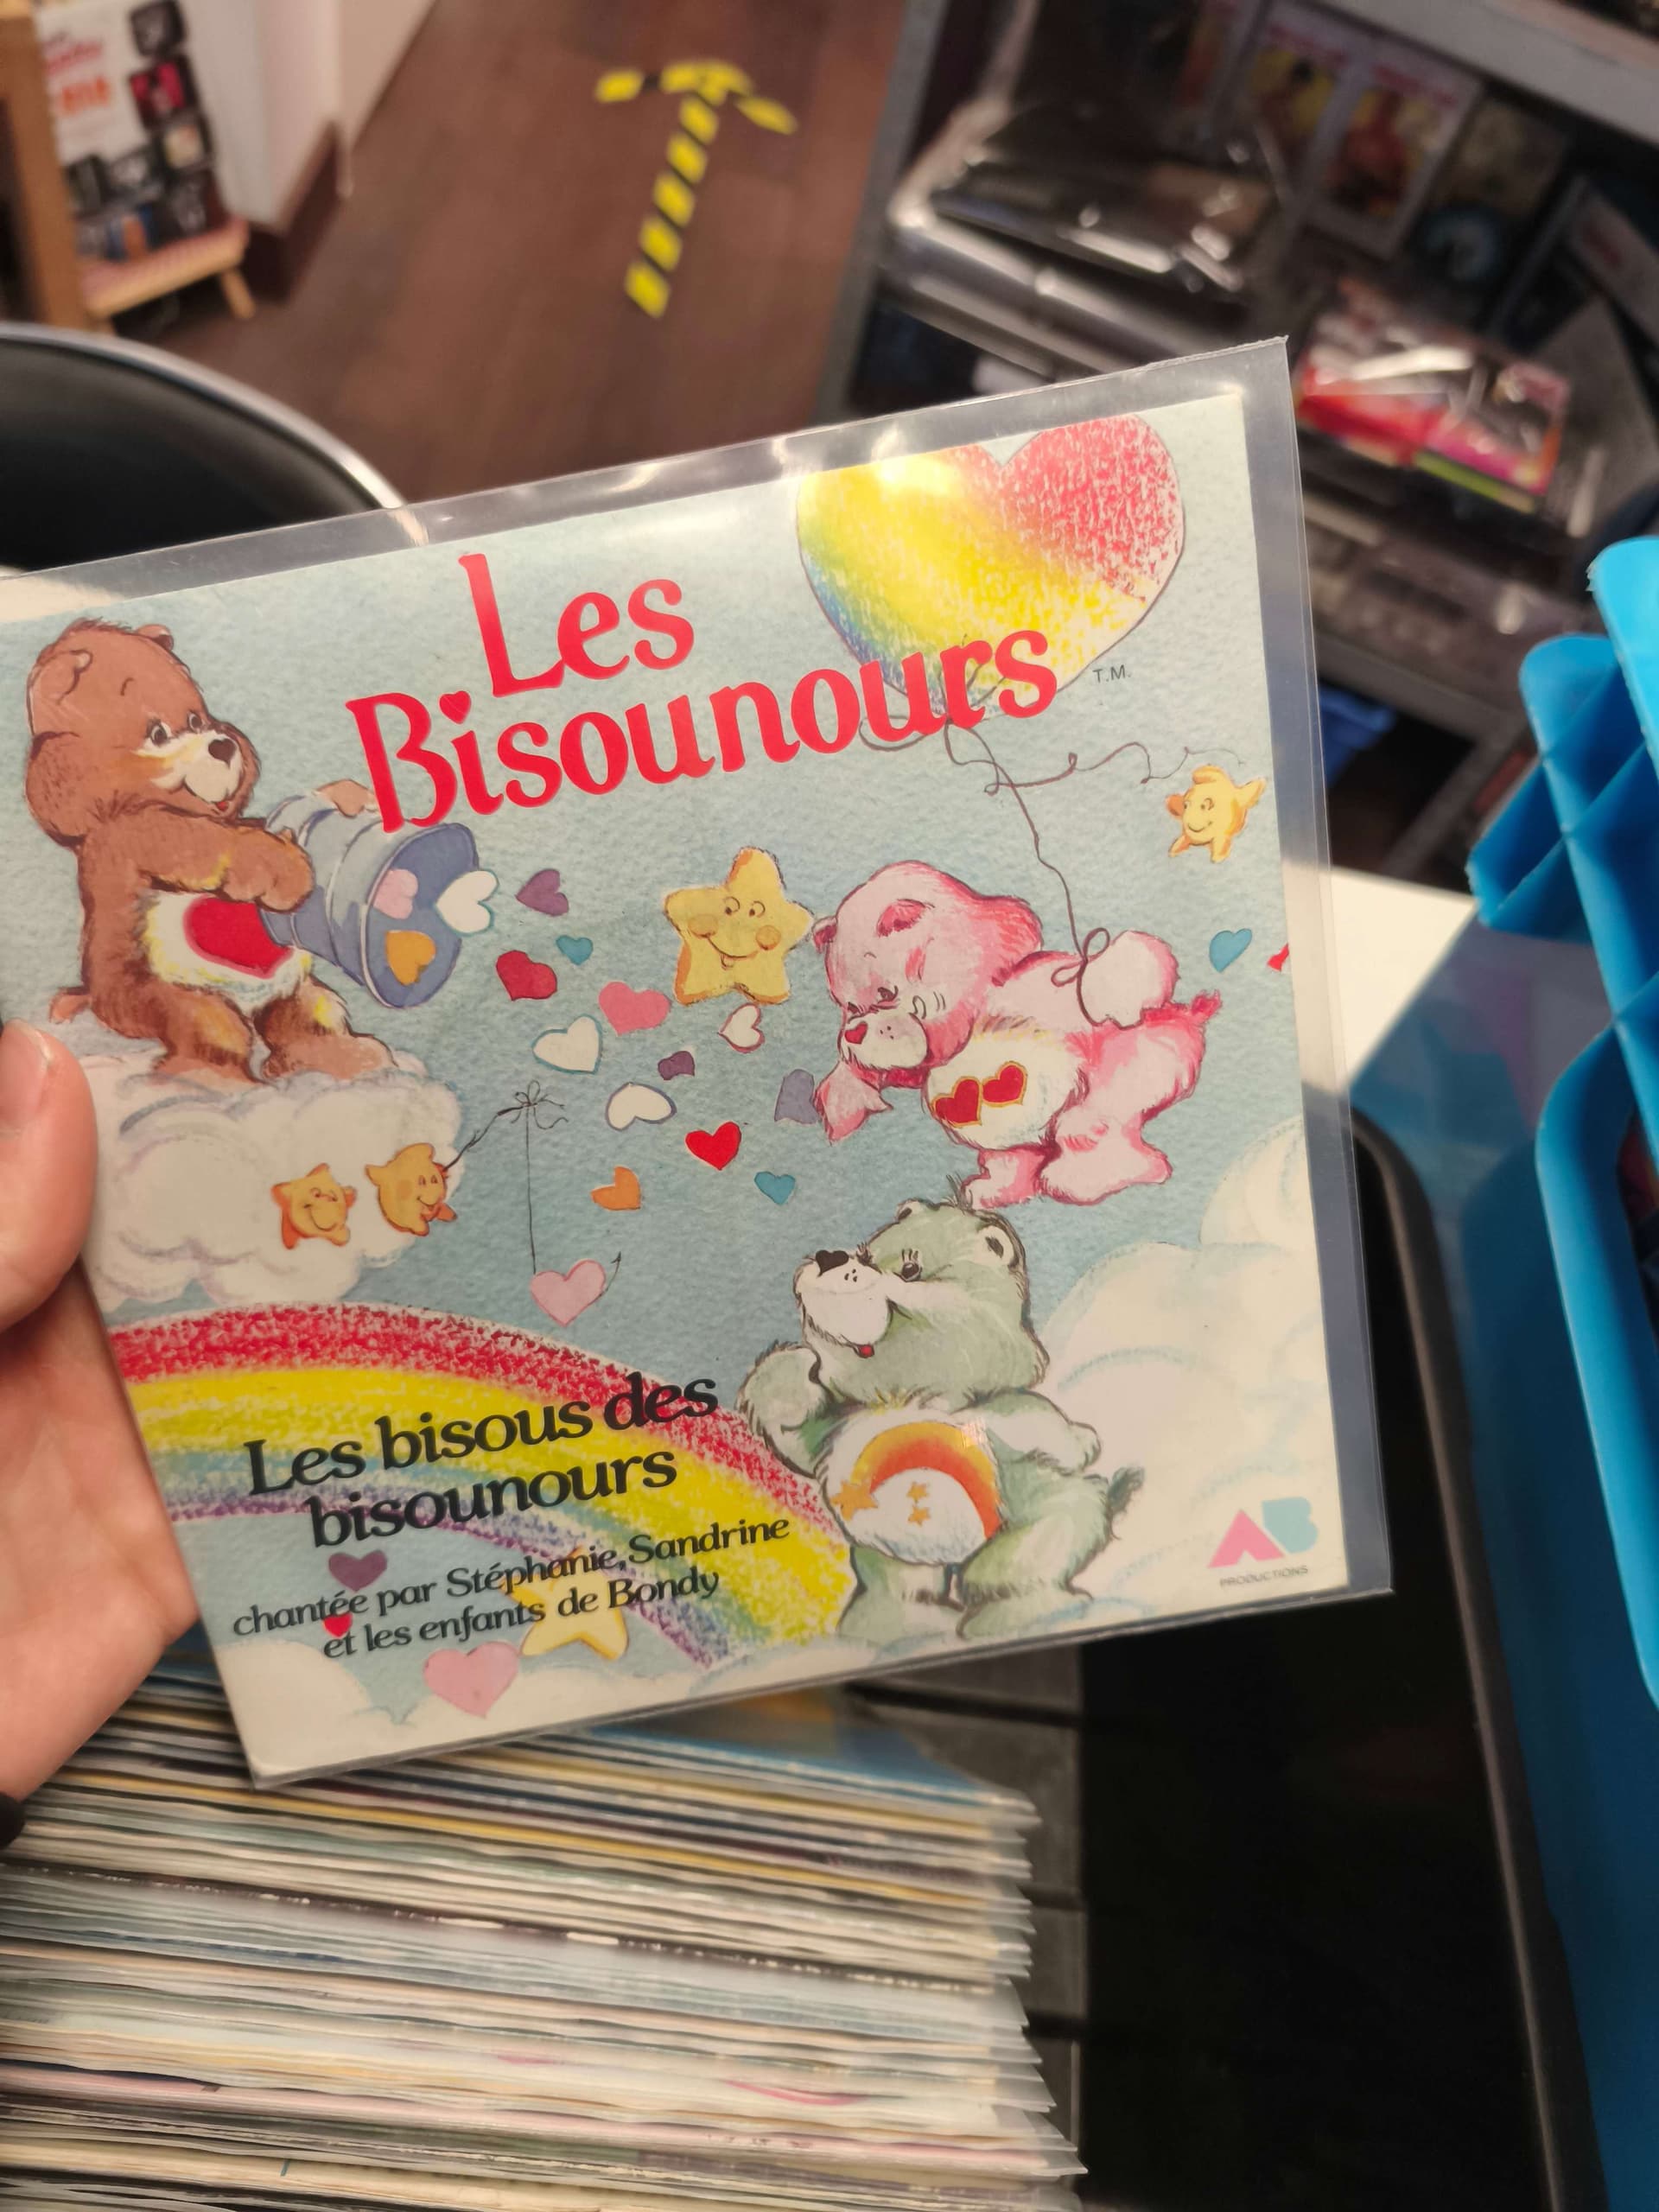 Les
Bisounours
T.M.
Les bisous des
bisounours
chantée par Stéphanie, Sandrine
et les enfants de Bondy
AB
PRODUCTIONS